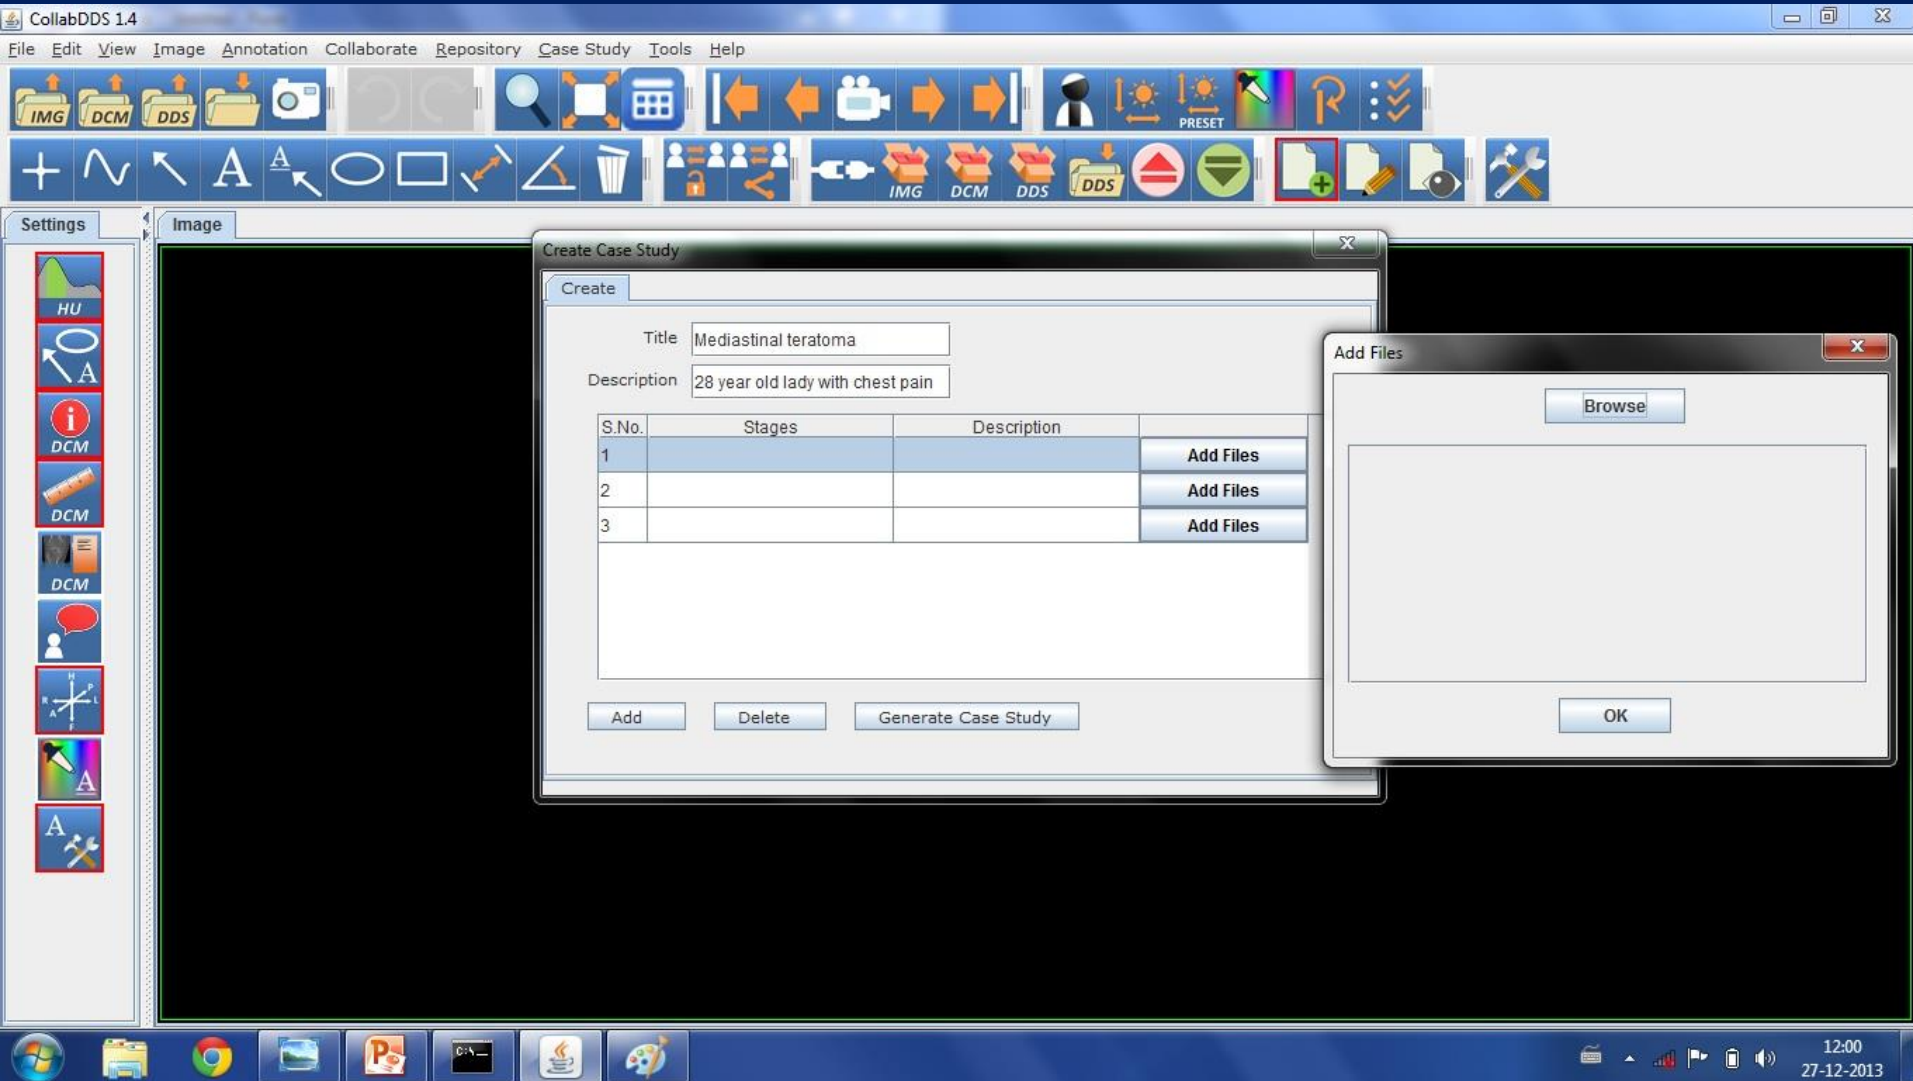 CollabDDS 1.4
File Edit View Image Annotation Collaborate Repository Case Study Tools Help
IMG DCM DDS PRESET
A A IMG DCM DDS DDS
Settings Image
HU
A
i
DCM
DCM
DCM
H
R P L
A
F
A
A
Create Case Study
Create
Title Mediastinal teratoma
Description 28 year old lady with chest pain
S.No. Stages Description
1 Add Files
2 Add Files
3 Add Files
Add Delete Generate Case Study
Add Files
Browse
OK
C:\
12:00
27-12-2013